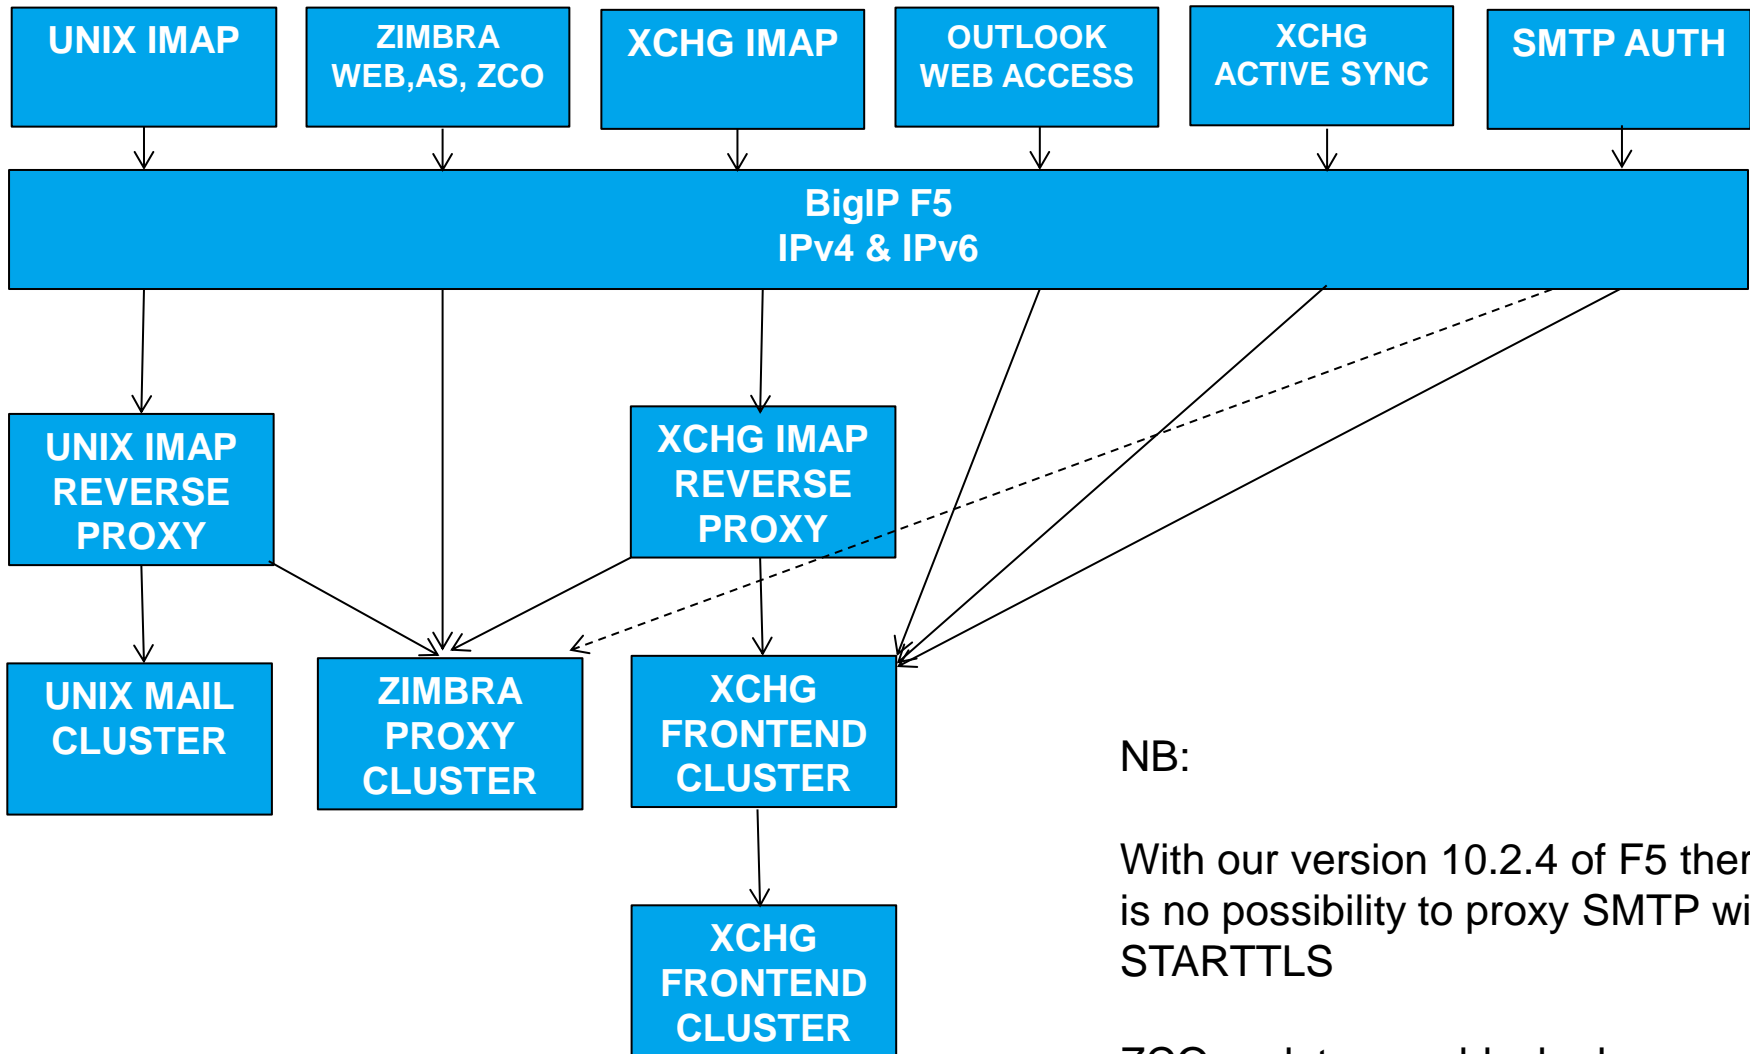 UNIX IMAP
ZIMBRA
WEB,AS, ZCO
XCHG IMAP
OUTLOOK
WEB ACCESS
XCHG
ACTIVE SYNC
SMTP AUTH
BigIP F5
IPv4 & IPv6
UNIX IMAP
REVERSE
PROXY
XCHG IMAP
REVERSE
PROXY
UNIX MAIL
CLUSTER
ZIMBRA
PROXY
CLUSTER
XCHG
FRONTEND
CLUSTER
XCHG
FRONTEND
CLUSTER
NB:
With our version 10.2.4 of F5
is no possibility to proxy SMTP
STARTTLS